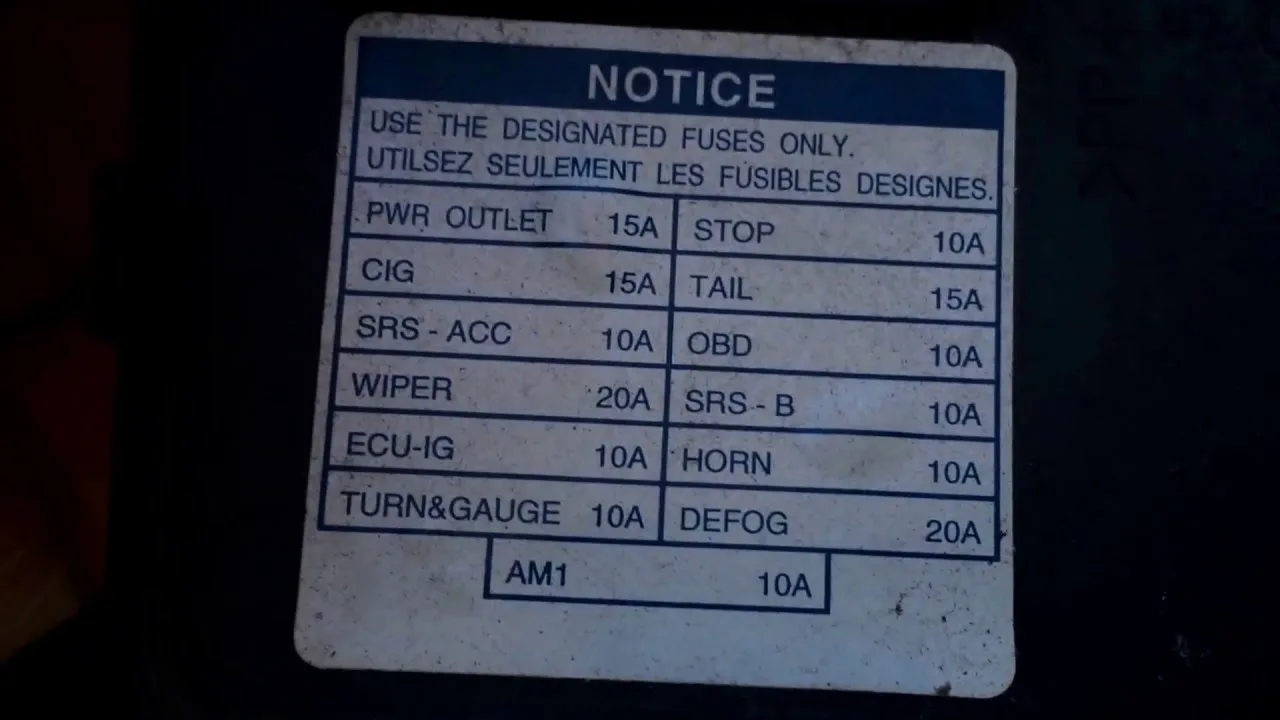 NOTICE
USE THE DESIGNATED FUSES ONLY.
UTILSEZ SEULEMENT LES FUSIBLES DESIGNES.
PWR OUTLET 15A STOP 10A
CIG 15A TAIL 15A
SRS - ACC 10A OBD 10A
WIPER 20A SRS - B 10A
ECU-IG 10A HORN 10A
TURN&GAUGE 10A DEFOG 20A
AM1 10A